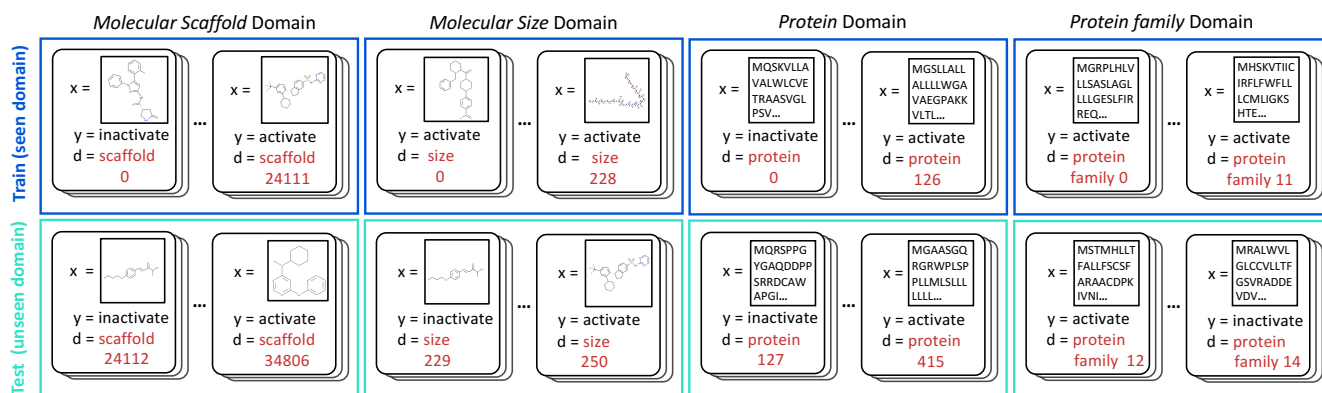 Molecular Scaffold Domain
Molecular Size Domain
Protein Domain
Protein family Domain
Train (seen domain)
x =
y = inactivate
d = scaffold
0
...
x =
y = activate
d = scaffold
24111
x =
y = activate
d = size
0
...
x =
y = activate
d = size
228
x =
MQSKVLLA
VALWLCVE
TRAASVGL
PSV...
y = inactivate
d = protein
0
...
x =
MGSLLALL
ALLLLWGA
VAEGPAKK
VLTL...
y = activate
d = protein
126
x =
MGRPLHLV
LLSASLAGL
LLLGESLFIR
RREQ...
y = activate
d = protein
family 0
...
x =
MHSKVTIIC
IRFLFWFLL
LCMLIGKS
HTE...
y = activate
d = protein
family 11
Test (unseen domain)
x =
y = inactivate
d = scaffold
24112
...
x =
y = activate
d = scaffold
34806
x =
y = inactivate
d = size
229
...
x =
y = activate
d = size
250
x =
MQRSPPG
YGAQDDPP
SRRDCAW
APGI...
y = inactivate
d = protein
127
...
x =
MGAASGQ
RGRWPLSP
PLLMLSLLL
LLLL...
y = activate
d = protein
415
x =
MSTMHLLT
FALLFSCSF
ARAACDPK
IVNI...
y = activate
d = protein
family 12
...
x =
MRALWVL
GLCCVLLTF
GSVRADDE
VDV...
y = inactivate
d = protein
family 14